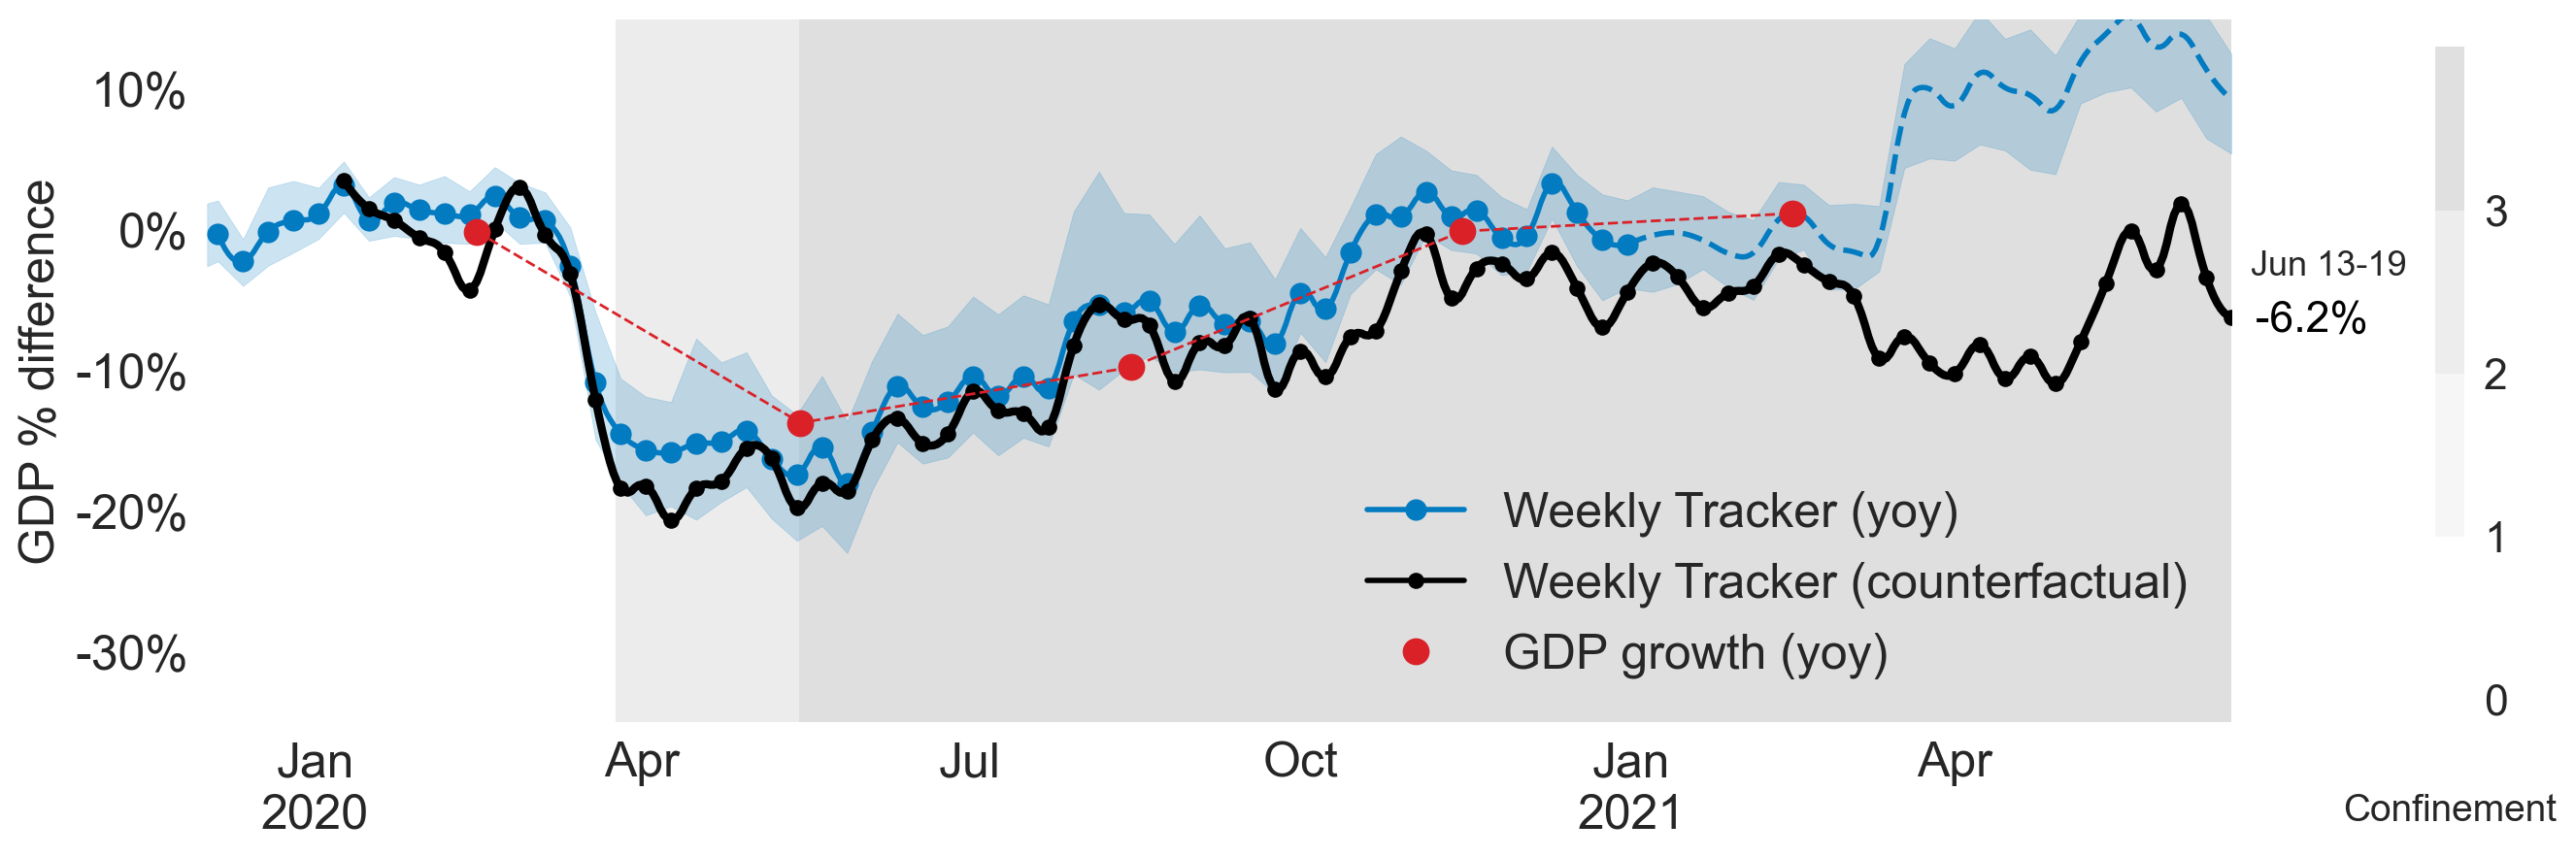 GDP % difference
10%
0%
-10%
-20%
-30%
Jan
2020
Apr
Jul
Oct
Jan
2021
Apr
Weekly Tracker (yoy)
Weekly Tracker (counterfactual)
GDP growth (yoy)
Jun 13-19
-6.2%
3
2
1
0
Confinement